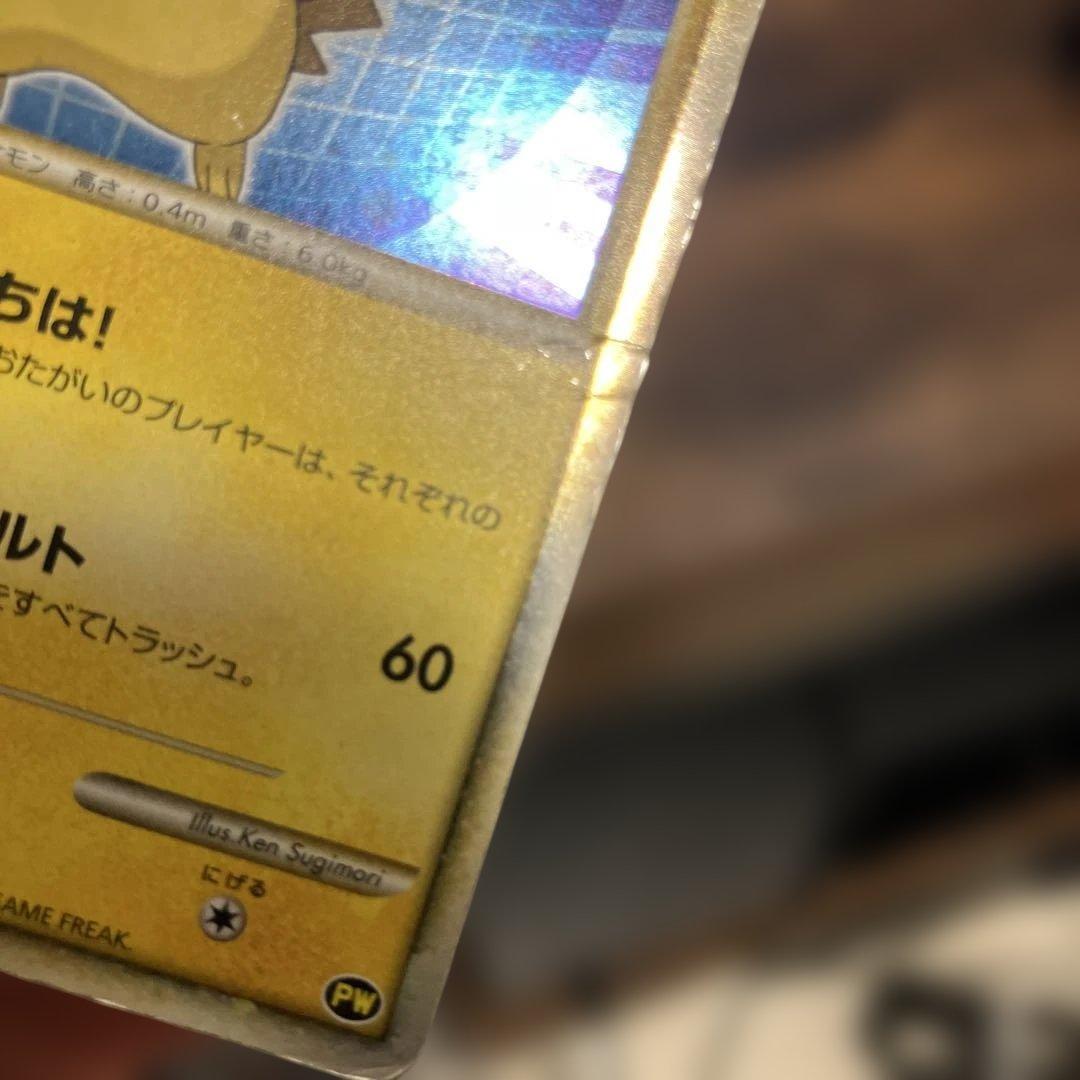 モン 高さ：0.4m 重さ：6.0kg
ちは!
おたがいのプレイヤーは、それぞれの
ルト
をすべてトラッシュ。
60
Illus. Ken Sugimori
にげる
GAME FREAK.
PW